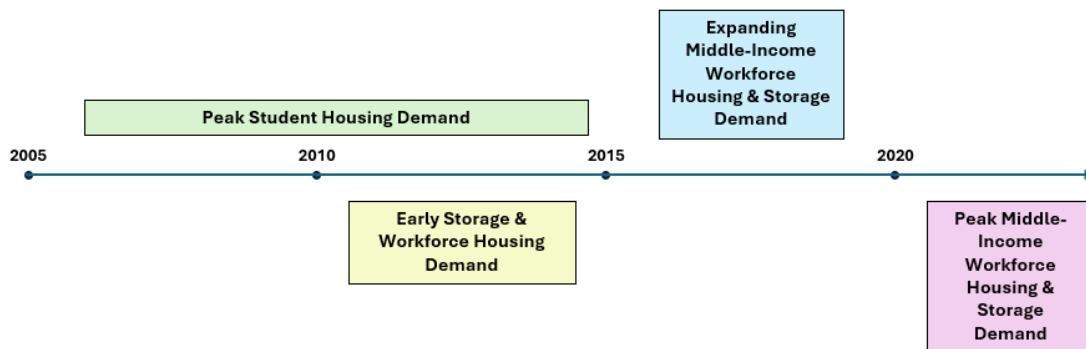 Expanding
Middle-Income
Workforce
Housing & Storage
Demand
Peak Student Housing Demand
2005
2010
2015
2020
Early Storage &
Workforce Housing
Demand
Peak Middle-
Income
Workforce
Housing &
Storage
Demand